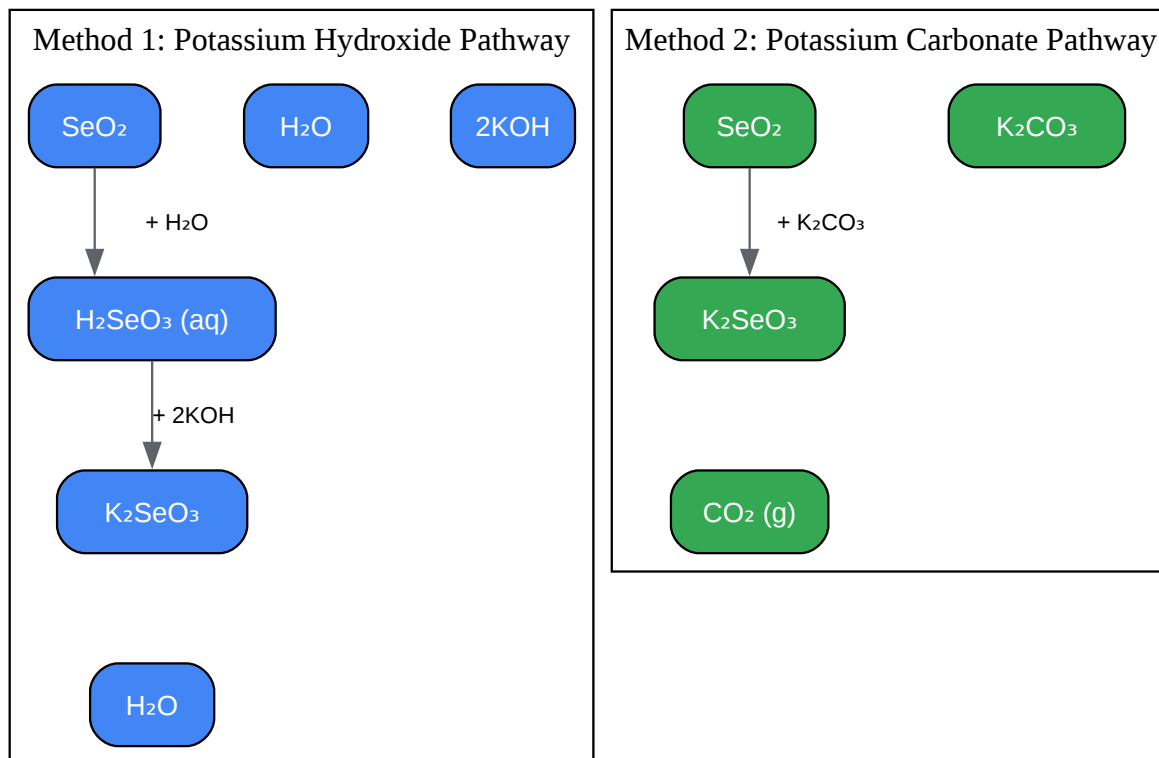 Method 1: Potassium Hydroxide Pathway
SeO₂
H₂O
2KOH
+ H₂O
H₂SeO₃ (aq)
+ 2KOH
K₂SeO₃
H₂O
Method 2: Potassium Carbonate Pathway
SeO₂
K₂CO₃
+ K₂CO₃
K₂SeO₃
CO₂ (g)